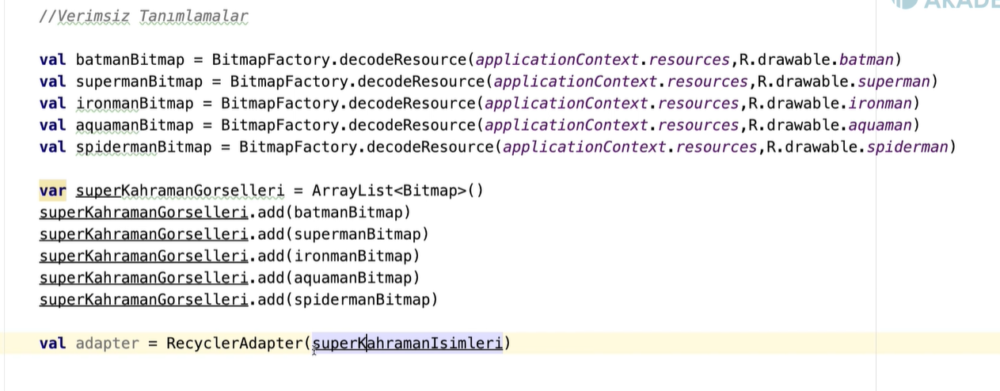 //Verimsiz Tanımlamalar
val batmanBitmap = BitmapFactory.decodeResource(applicationContext.resources,R.drawable.batman)
val supermanBitmap = BitmapFactory.decodeResource(applicationContext.resources,R.drawable.superman)
val ironmanBitmap = BitmapFactory.decodeResource(applicationContext.resources,R.drawable.ironman)
val aquamanBitmap = BitmapFactory.decodeResource(applicationContext.resources,R.drawable.aquaman)
val spidermanBitmap = BitmapFactory.decodeResource(applicationContext.resources,R.drawable.spiderman)
var superKahramanGorselleri = ArrayList<Bitmap>()
superKahramanGorselleri.add(batmanBitmap)
superKahramanGorselleri.add(supermanBitmap)
superKahramanGorselleri.add(ironmanBitmap)
superKahramanGorselleri.add(aquamanBitmap)
superKahramanGorselleri.add(spidermanBitmap)
val adapter = RecyclerAdapter(superKahramanIsimleri)